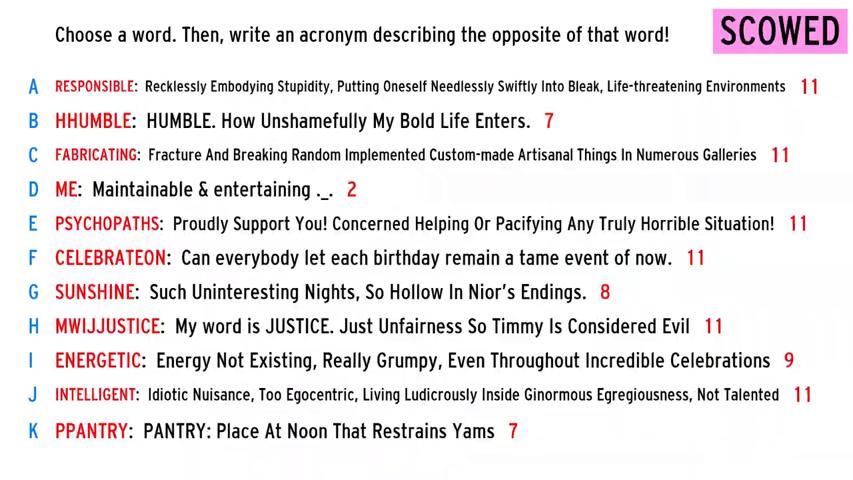 Choose a word. Then, write an acronym describing the opposite of that word!
SCOWED
A RESPONSIBLE: Recklessly Embodying Stupidity, Putting Oneself Needlessly Swiftly Into Bleak, Life-threatening Environments 11
B HHUMBLE: HUMBLE. How Unshamefully My Bold Life Enters. 7
C FABRICATING: Fracture And Breaking Random Implemented Custom-made Artisanal Things In Numerous Galleries 11
D ME: Maintainable & entertaining ._. 2
E PSYCHOPATHS: Proudly Support You! Concerned Helping Or Pacifying Any Truly Horrible Situation! 11
F CELEBRATEON: Can everybody let each birthday remain a tame event of now. 11
G SUNSHINE: Such Uninteresting Nights, So Hollow In Nior's Endings. 8
H MWIJJUSTICE: My word is JUSTICE. Just Unfairness So Timmy Is Considered Evil 11
I ENERGETIC: Energy Not Existing, Really Grumpy, Even Throughout Incredible Celebrations 9
J INTELLIGENT: Idiotic Nuisance, Too Egocentric, Living Ludicrously Inside Ginormous Egregiousness, Not Talented 11
K PPANTRY: PANTRY: Place At Noon That Restrains Yams 7